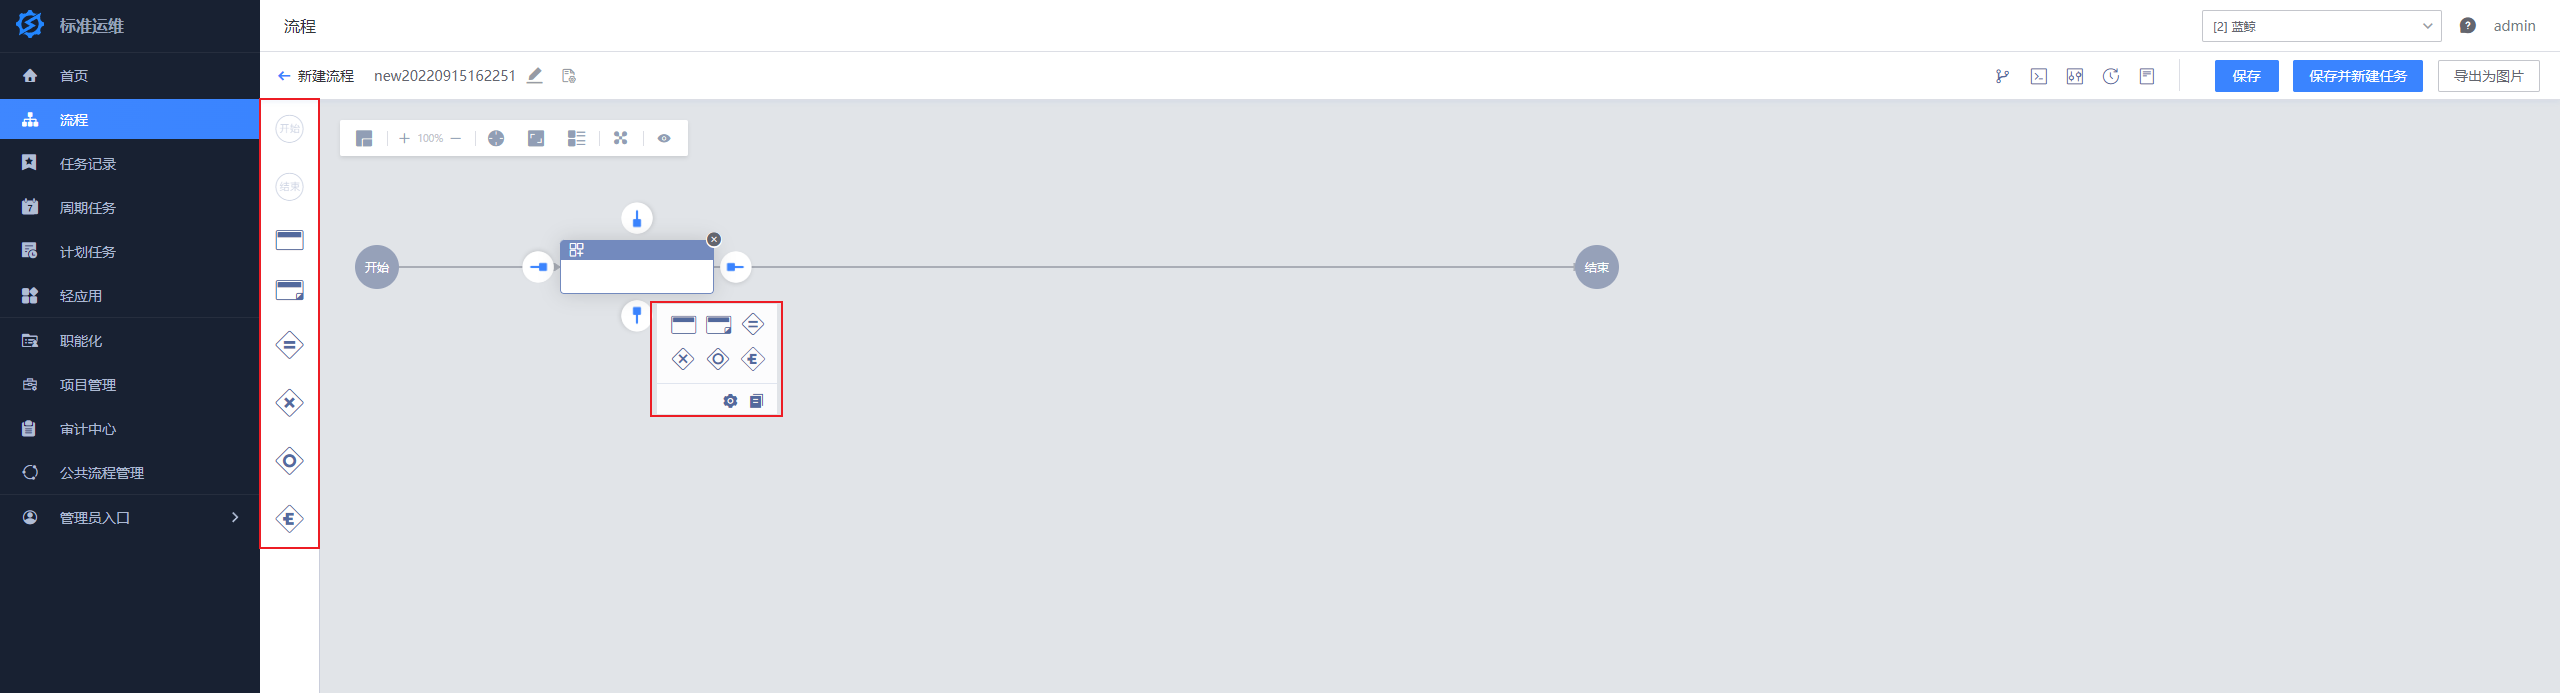 标准运维
流程
[2] 蓝鲸
admin
首页
流程
任务记录
7
周期任务
计划任务
轻应用
职能化
项目管理
审计中心
公共流程管理
管理员入口
新建流程
new20220915162251
保存
保存并新建任务
导出为图片
开始
结束
100%
开始
结束